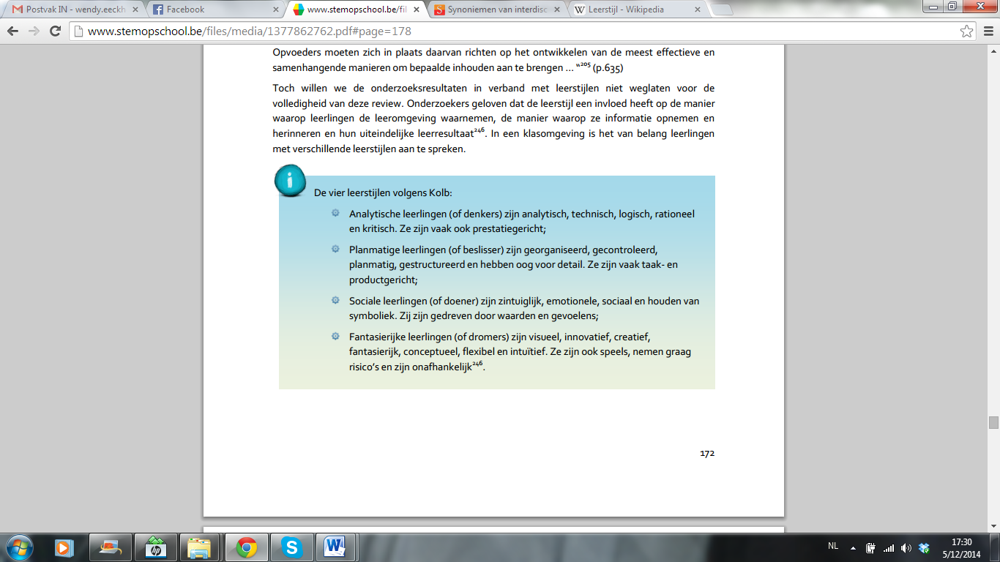 Postvak IN - wendy.eeckh
Facebook
www.stemopschool.be/fil
Synoniemen van interdisc
Leerstijl - Wikipedia
www.stemopschool.be/files/media/1377862762.pdf#page=178
Opvoeders moeten zich in plaats daarvan richten op het ontwikkelen van de meest effectieve en
samenhangende manieren om bepaalde inhouden aan te brengen ... “205 (p.635)
Toch willen we de onderzoeksresultaten in verband met leerstijlen niet weglaten voor de
volledigheid van deze review. Onderzoekers geloven dat de leerstijl een invloed heeft op de manier
waarop leerlingen de leeromgeving waarnemen, de manier waarop ze informatie opnemen en
herinneren en hun uiteindelijke leerresultaat246. In een klasomgeving is het van belang leerlingen
met verschillende leerstijlen aan te spreken.
i
De vier leerstijlen volgens Kolb:
Analytische leerlingen (of denkers) zijn analytisch, technisch, logisch, rationeel
en kritisch. Ze zijn vaak ook prestatiegericht;
Planmatige leerlingen (of beslisser) zijn georganiseerd, gecontroleerd,
planmatig, gestructureerd en hebben oog voor detail. Ze zijn vaak taak- en
productgericht;
Sociale leerlingen (of doener) zijn zintuiglijk, emotionele, sociaal en houden van
symboliek. Zij zijn gedreven door waarden en gevoelens;
Fantasierijke leerlingen (of dromers) zijn visueel, innovatief, creatief,
fantasierijk, conceptueel, flexibel en intuïtief. Ze zijn ook speels, nemen graag
risico’s en zijn onafhankelijk246.
172
NL
17:30
5/12/2014